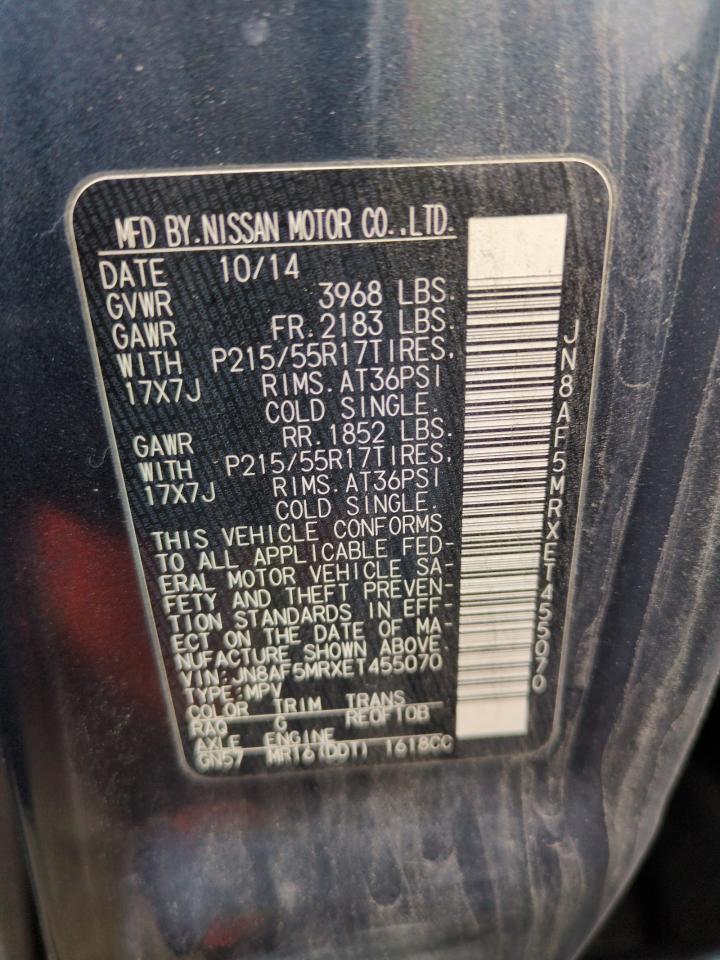 MFD BY.NISSAN MOTOR CO.,LTD.
DATE 10/14
GVWR 3968 LBS.
GAWR FR.2183 LBS.
WITH P215/55R17TIRES.
17X7J RIMS.AT36PSI
COLD SINGLE.
GAWR RR.1852 LBS.
WITH P215/55R17TIRES.
17X7J RIMS.AT36PSI
COLD SINGLE.
THIS VEHICLE CONFORMS
TO ALL APPLICABLE FED-
ERAL MOTOR VEHICLE SA-
FETY AND THEFT PREVEN-
TION STANDARDS IN EFF-
ECT ON THE DATE OF MA-
NUFACTURE SHOWN ABOVE.
VIN:JN8AF5MRXET455070
TYPE:MPV
COLOR TRIM TRANS
RAQ G RE0F10B
AXLE ENGINE
GN57 MR16(DDT) 1618CC
JN8AF5MRXET455070